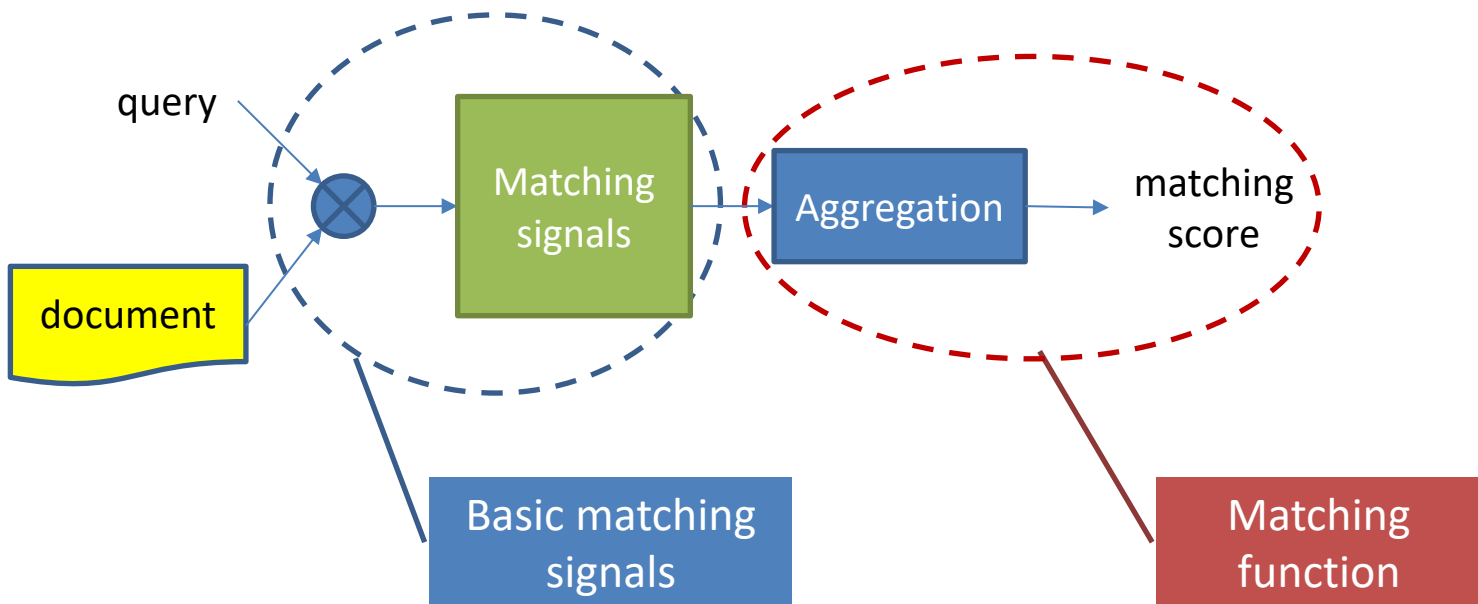 query
document
Matching
signals
Aggregation
matching
score
Basic matching
signals
Matching
function